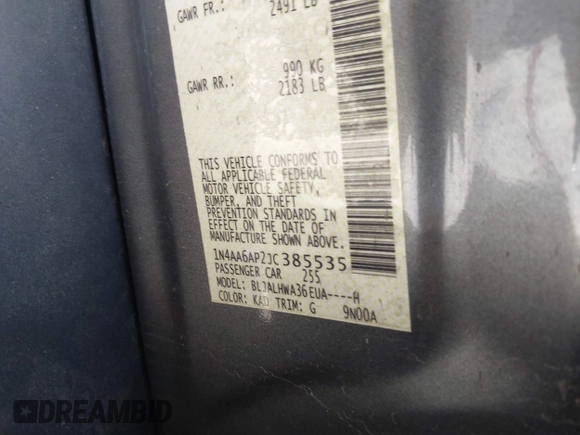 GAWR FR.: 2491 LB
990 KG
GAWR RR.: 2183 LB
THIS VEHICLE CONFORMS TO
ALL APPLICABLE FEDERAL
MOTOR VEHICLE SAFETY,
BUMPER, AND THEFT
PREVENTION STANDARDS IN
EFFECT ON THE DATE OF
MANUFACTURE SHOWN ABOVE.
1N4AA6AP2JC385535
PASSENGER CAR 255
MODEL: BLJALHWA36EUA----H
COLOR: KAD TRIM: G 9N00A
DREAMBID